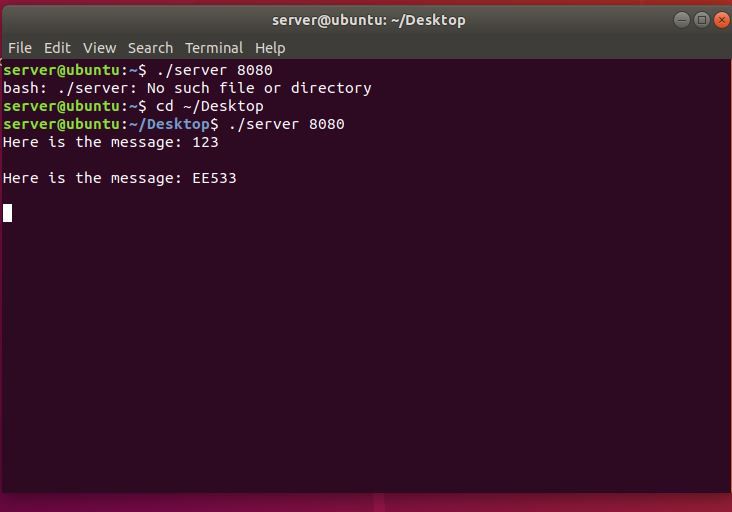 server@ubuntu: ~/Desktop
File Edit View Search Terminal Help
server@ubuntu:~$ ./server 8080
bash: ./server: No such file or directory
server@ubuntu:~$ cd ~/Desktop
server@ubuntu:~/Desktop$ ./server 8080
Here is the message: 123
Here is the message: EE533